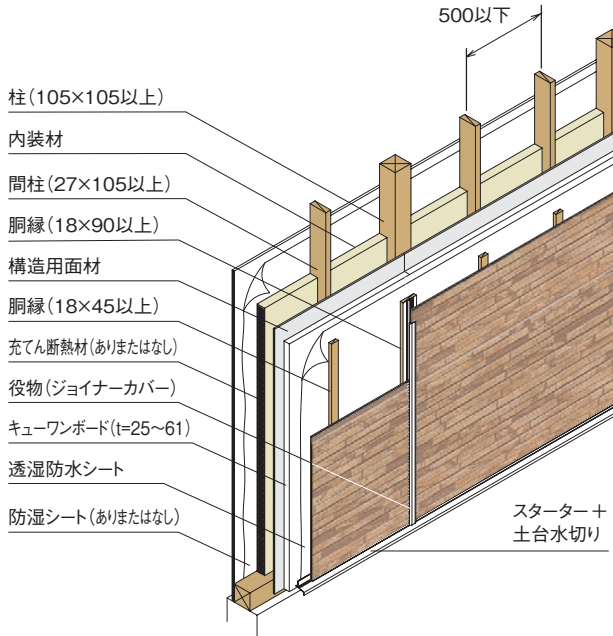 500以下
柱(105×105以上)
内装材
間柱(27×105以上)
胴縁(18×90以上)
構造用面材
胴縁(18×45以上)
充てん断熱材(ありまたはなし)
役物(ジョイナーカバー)
キューワンボード(t=25~61)
透湿防水シート
防湿シート(ありまたはなし)
スターター+
土台水切り